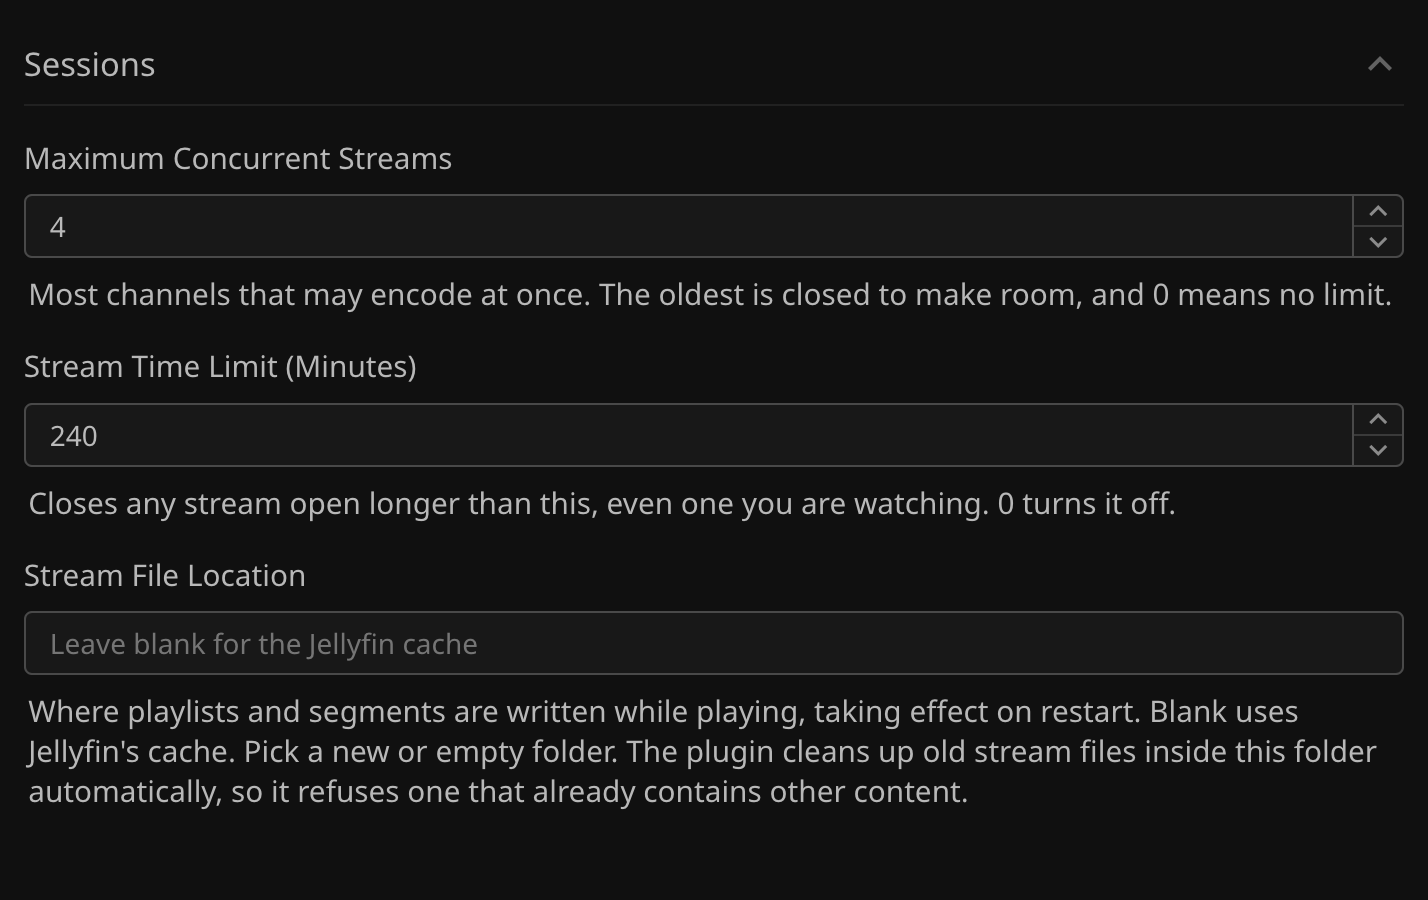 Sessions
Maximum Concurrent Streams
4
Most channels that may encode at once. The oldest is closed to make room, and 0 means no limit.
Stream Time Limit (Minutes)
240
Closes any stream open longer than this, even one you are watching. 0 turns it off.
Stream File Location
Leave blank for the Jellyfin cache
Where playlists and segments are written while playing, taking effect on restart. Blank uses
Jellyfin's cache. Pick a new or empty folder. The plugin cleans up old stream files inside this folder
automatically, so it refuses one that already contains other content.